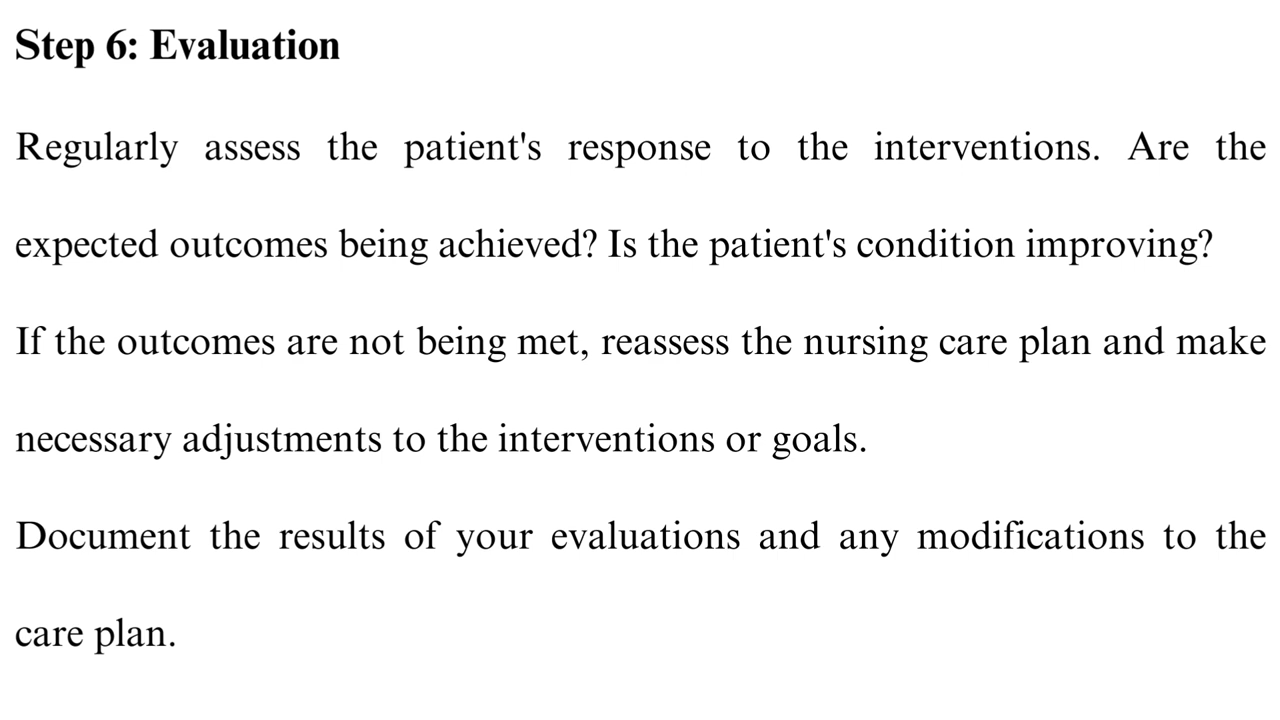 Step 6: Evaluation
Regularly assess the patient's response to the interventions. Are the
expected outcomes being achieved? Is the patient's condition improving?
If the outcomes are not being met, reassess the nursing care plan and make
necessary adjustments to the interventions or goals.
Document the results of your evaluations and any modifications to the
care plan.